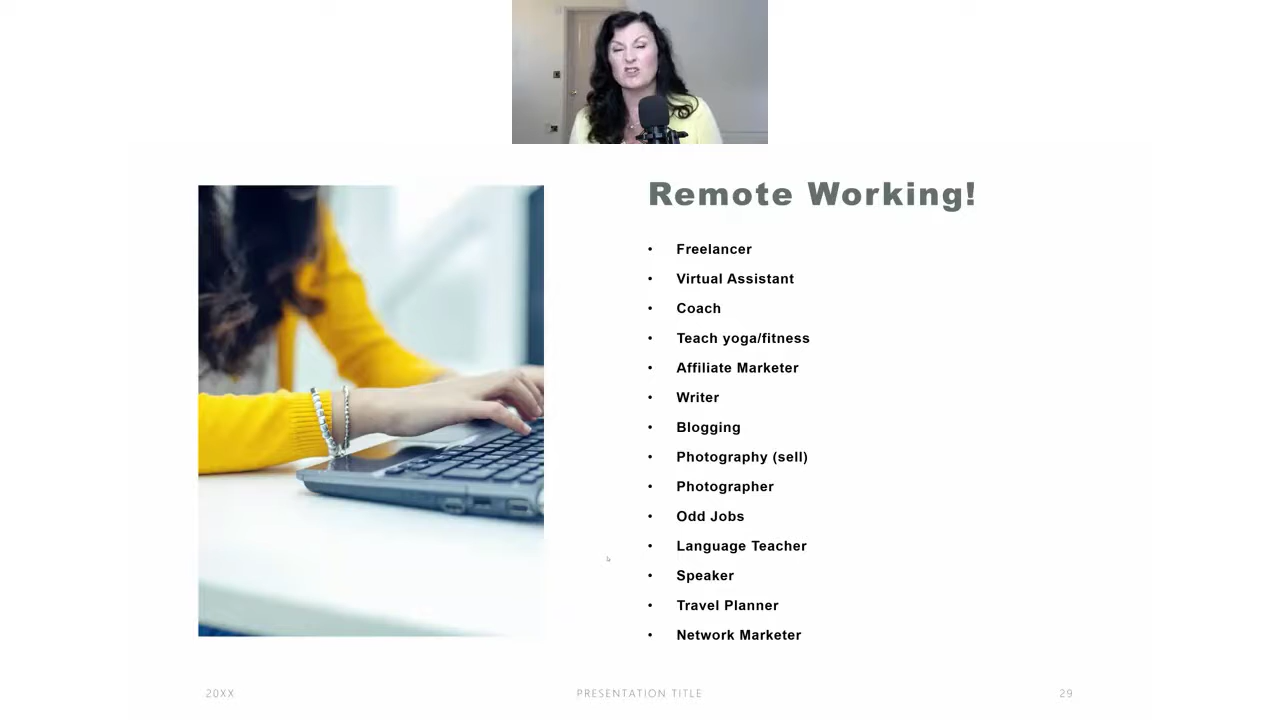 Remote Working!
• Freelancer
• Virtual Assistant
• Coach
• Teach yoga/fitness
• Affiliate Marketer
• Writer
• Blogging
• Photography (sell)
• Photographer
• Odd Jobs
• Language Teacher
• Speaker
• Travel Planner
• Network Marketer
20XX
PRESENTATION TITLE
29